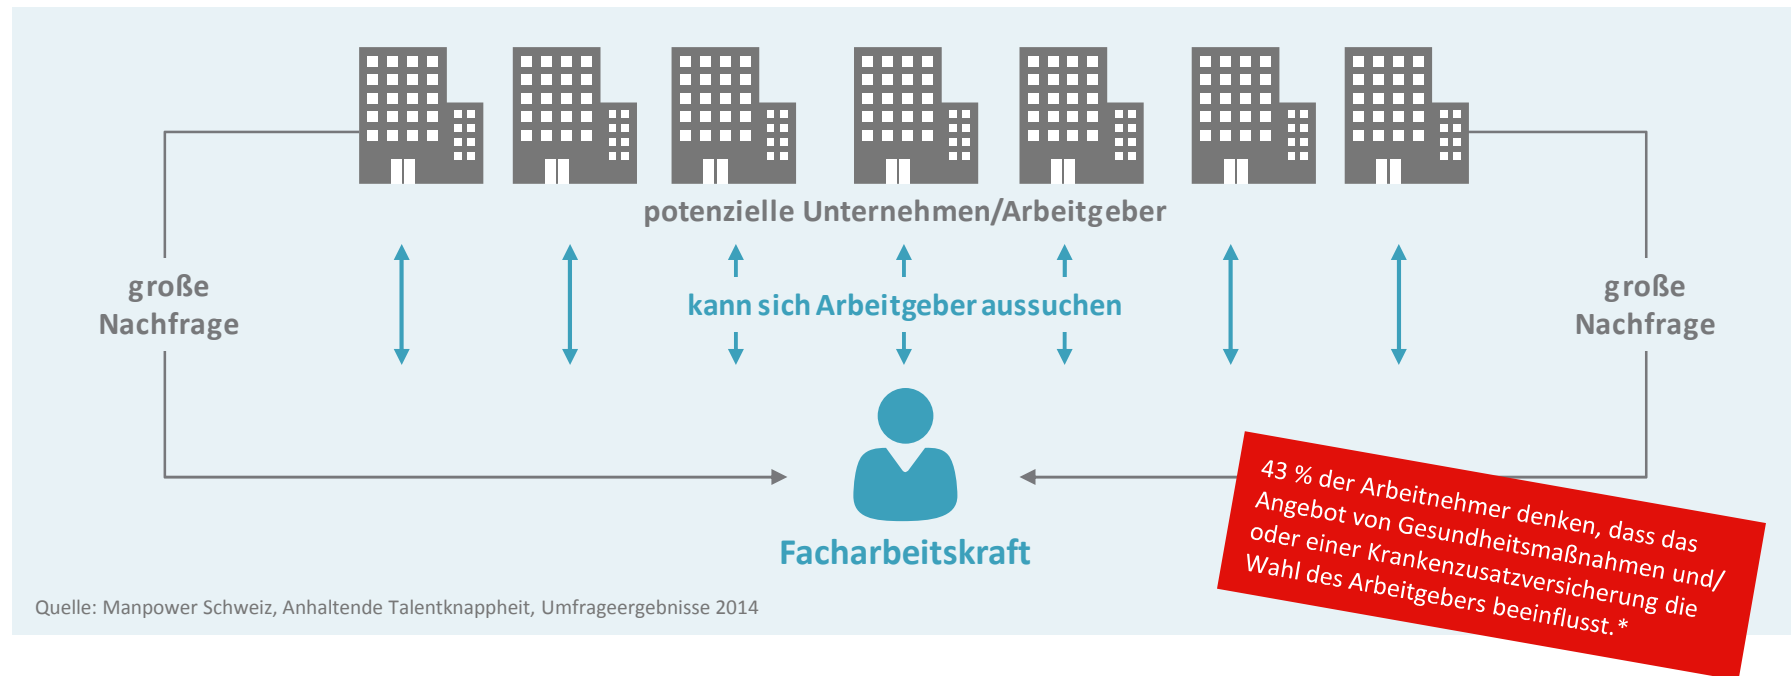 potenzielle Unternehmen/Arbeitgeber
große
Nachfrage
kann sich Arbeitgeber aussuchen
große
Nachfrage
43 % der Arbeitnehmer denken, dass das
Angebot von Gesundheitsmaßnahmen und/
oder einer Krankenzusatzversicherung die
Wahl des Arbeitgebers beeinflusst.*
Facharbeitskraft
Quelle: Manpower Schweiz, Anhaltende Talentknappheit, Umfrageergebnisse 2014